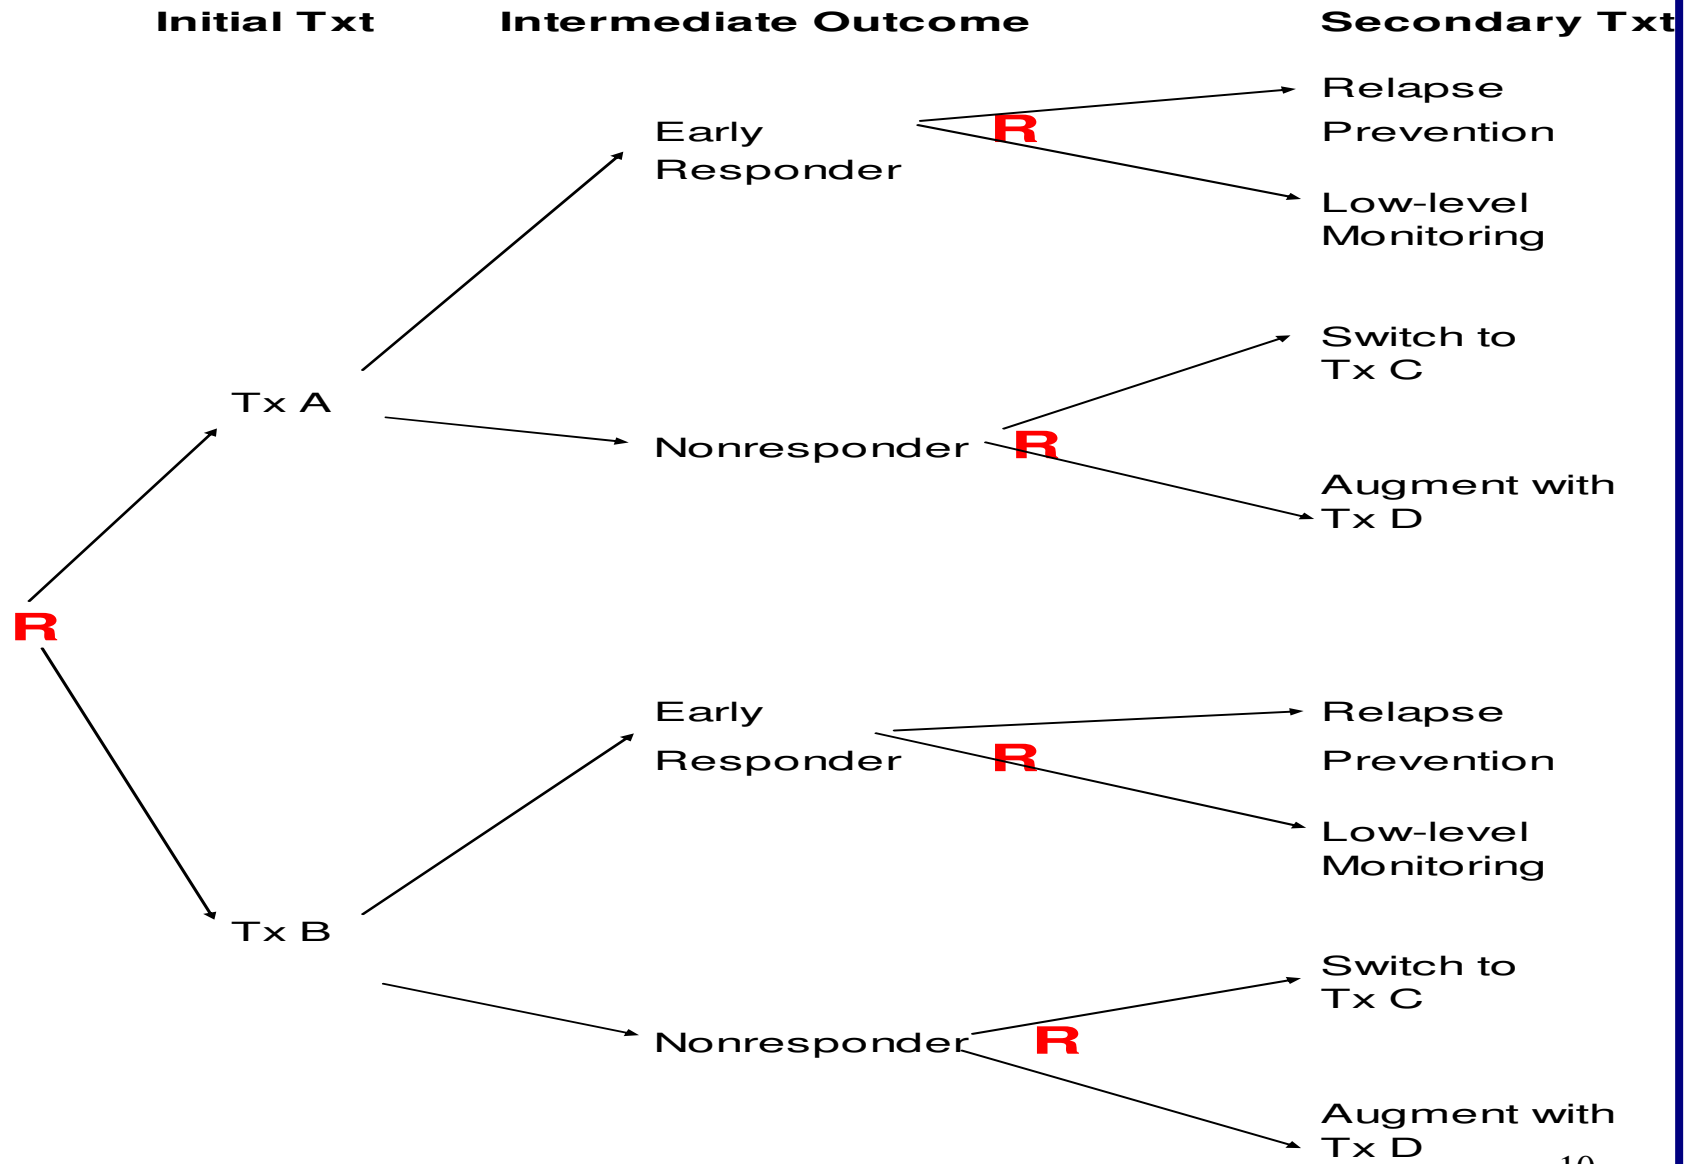 Initial Txt Intermediate Outcome Secondary Txt
Relapse
Early R Prevention
Responder
Low-level
Monitoring
Switch to
Tx C
Tx A
Nonresponder R
Augment with
Tx D
R
Early Relapse
Responder R Prevention
Low-level
Monitoring
Tx B
Switch to
Tx C
Nonresponder R
Augment with
Tx D
10